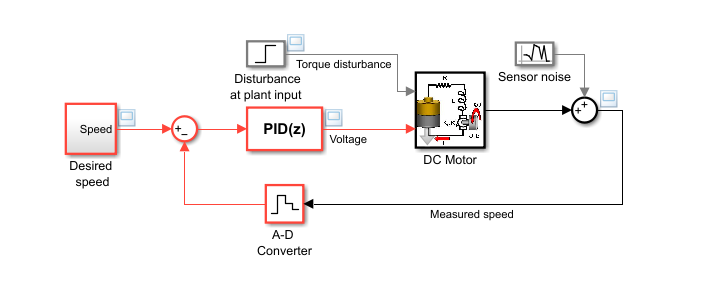 Disturbance
at plant input
Torque disturbance
Sensor noise
Speed
Desired
speed
+
−
PID(z)
Voltage
DC Motor
+
+
A-D
Converter
Measured speed